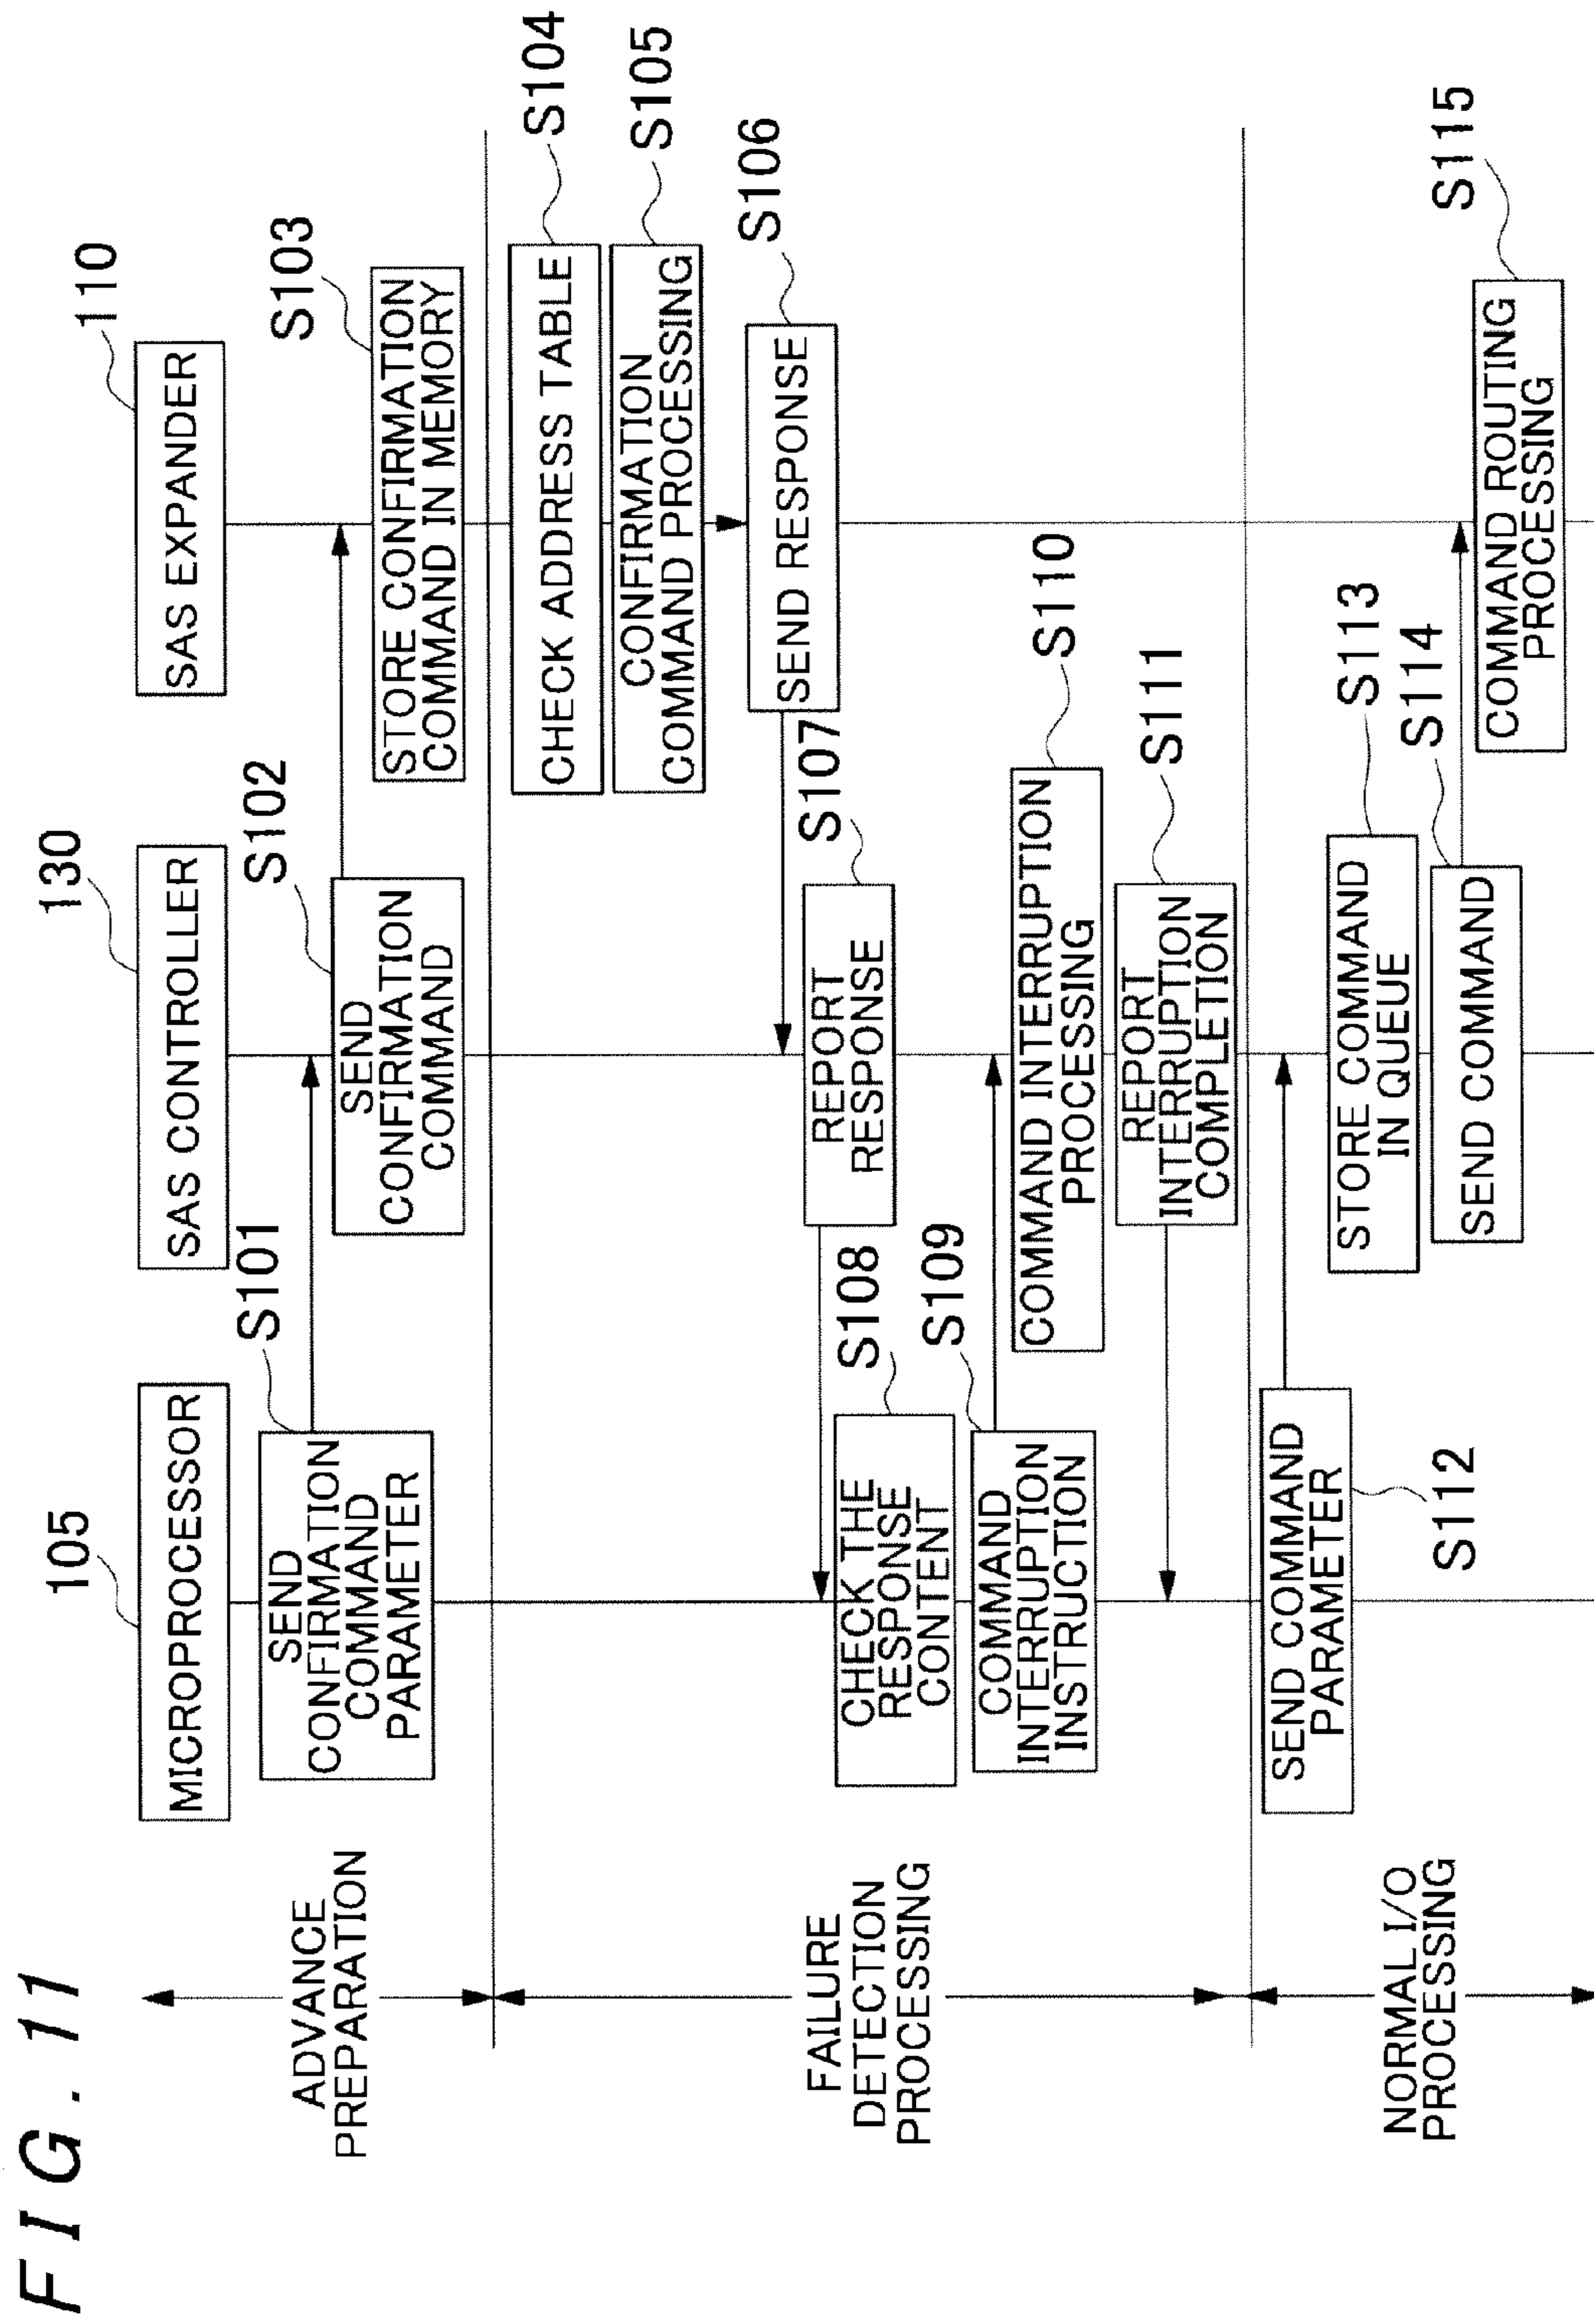 FIG. 11
105
130
110
MICROPROCESSOR
SAS CONTROLLER
SAS EXPANDER
ADVANCE
PREPARATION
S101
SEND
CONFIRMATION
COMMAND
PARAMETER
S102
SEND
CONFIRMATION
COMMAND
S103
STORE CONFIRMATION
COMMAND IN MEMORY
FAILURE
DETECTION
PROCESSING
S104
CHECK ADDRESS TABLE
S105
CONFIRMATION
COMMAND PROCESSING
S106
SEND RESPONSE
S107
REPORT
RESPONSE
S108
CHECK THE
RESPONSE
CONTENT
S109
COMMAND
INTERRUPTION
INSTRUCTION
S110
COMMAND INTERRUPTION
PROCESSING
S111
REPORT
INTERRUPTION
COMPLETION
NORMAL I/O
PROCESSING
SEND COMMAND
PARAMETER
S112
S113
STORE COMMAND
IN QUEUE
S114
SEND COMMAND
S115
COMMAND ROUTING
PROCESSING